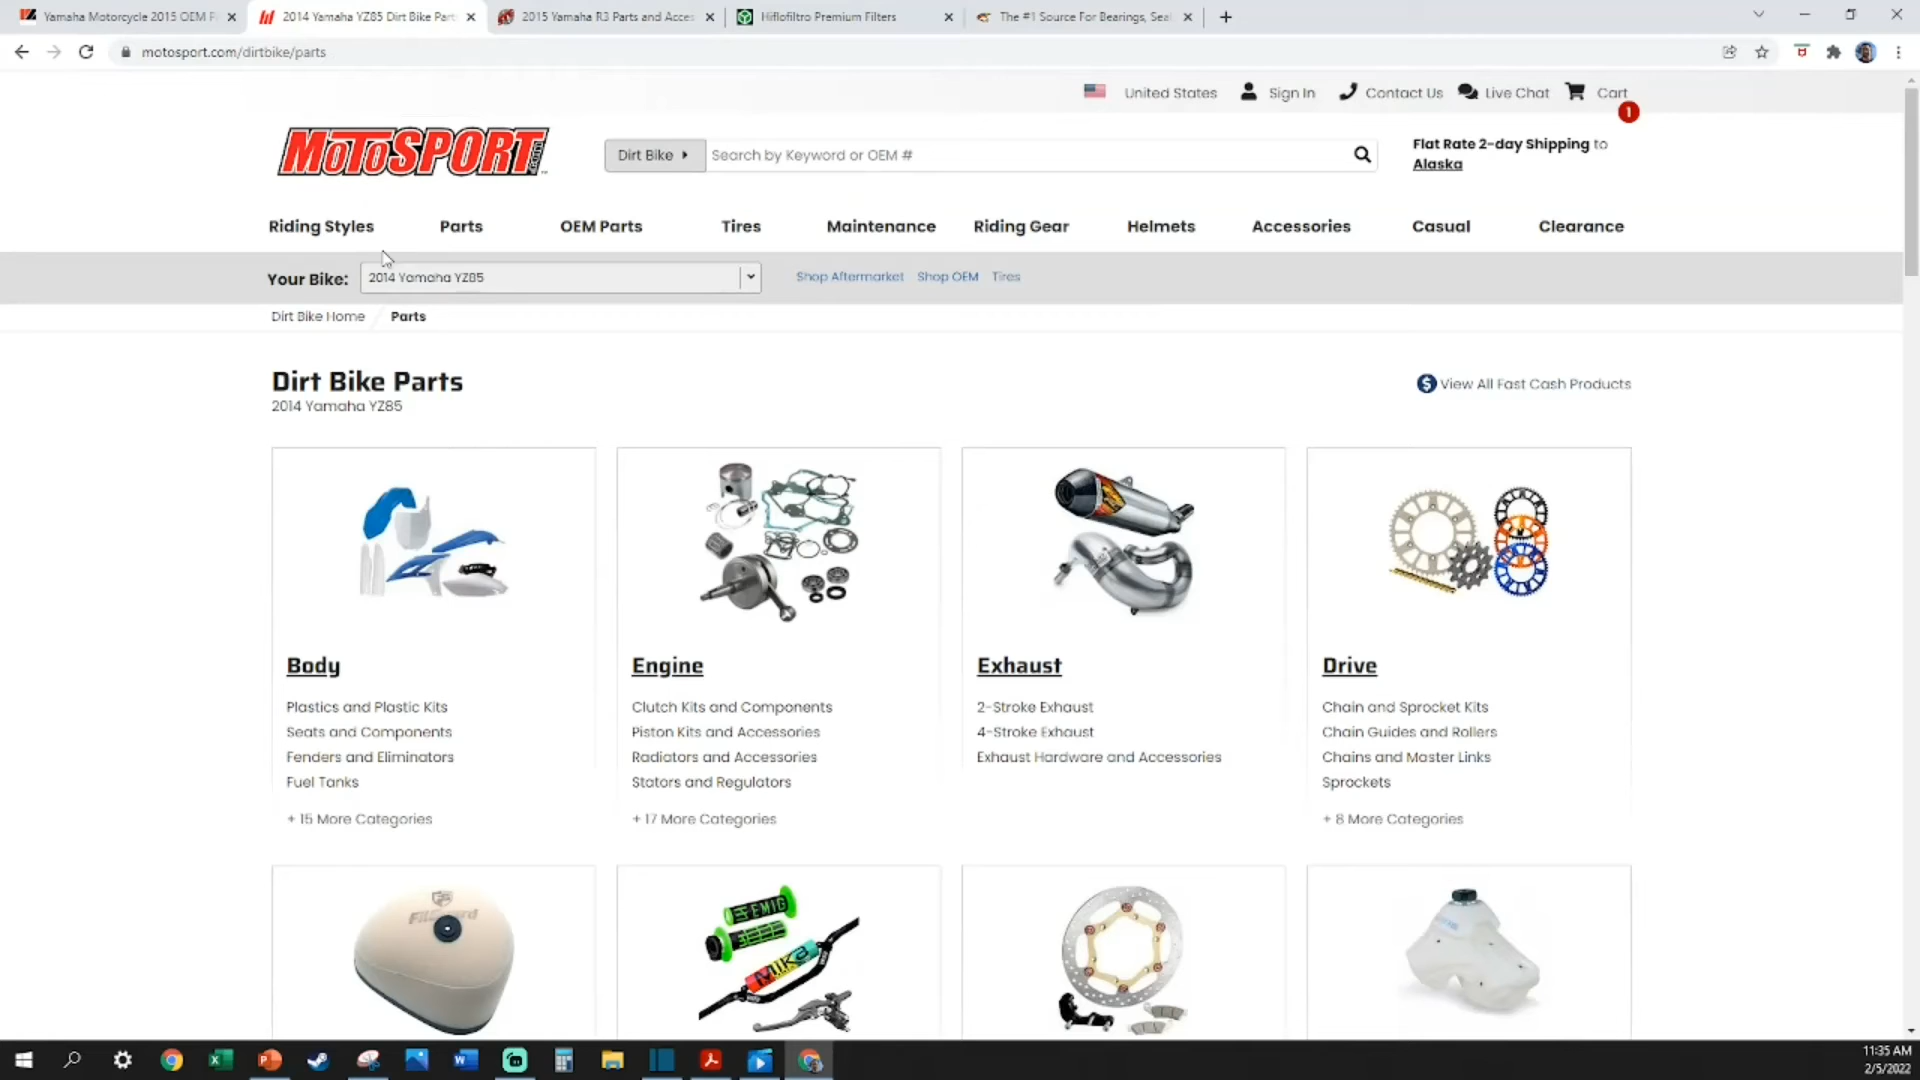 Yamaha Motorcycle 2015 OEM P
2014 Yamaha YZ85 Dirt Bike Part
2015 Yamaha R3 Parts and Acces
Hiflofiltro Premium Filters
The #1 Source For Bearings, Seal
motosport.com/dirtbike/parts
United States
Sign In
Contact Us
Live Chat
Cart
1
MOTOSPORT
.com
Dirt Bike
Search by Keyword or OEM #
Flat Rate 2-day Shipping to
Alaska
Riding Styles
Parts
OEM Parts
Tires
Maintenance
Riding Gear
Helmets
Accessories
Casual
Clearance
Your Bike:
2014 Yamaha YZ85
Shop Aftermarket
Shop OEM
Tires
Dirt Bike Home
Parts
Dirt Bike Parts
2014 Yamaha YZ85
$ View All Fast Cash Products
Body
Plastics and Plastic Kits
Seats and Components
Fenders and Eliminators
Fuel Tanks
+ 15 More Categories
Engine
Clutch Kits and Components
Piston Kits and Accessories
Radiators and Accessories
Stators and Regulators
+ 17 More Categories
Exhaust
2-Stroke Exhaust
4-Stroke Exhaust
Exhaust Hardware and Accessories
Drive
Chain and Sprocket Kits
Chain Guides and Rollers
Chains and Master Links
Sprockets
+ 8 More Categories
EMIG
MIKA
11:35 AM
2/5/2022